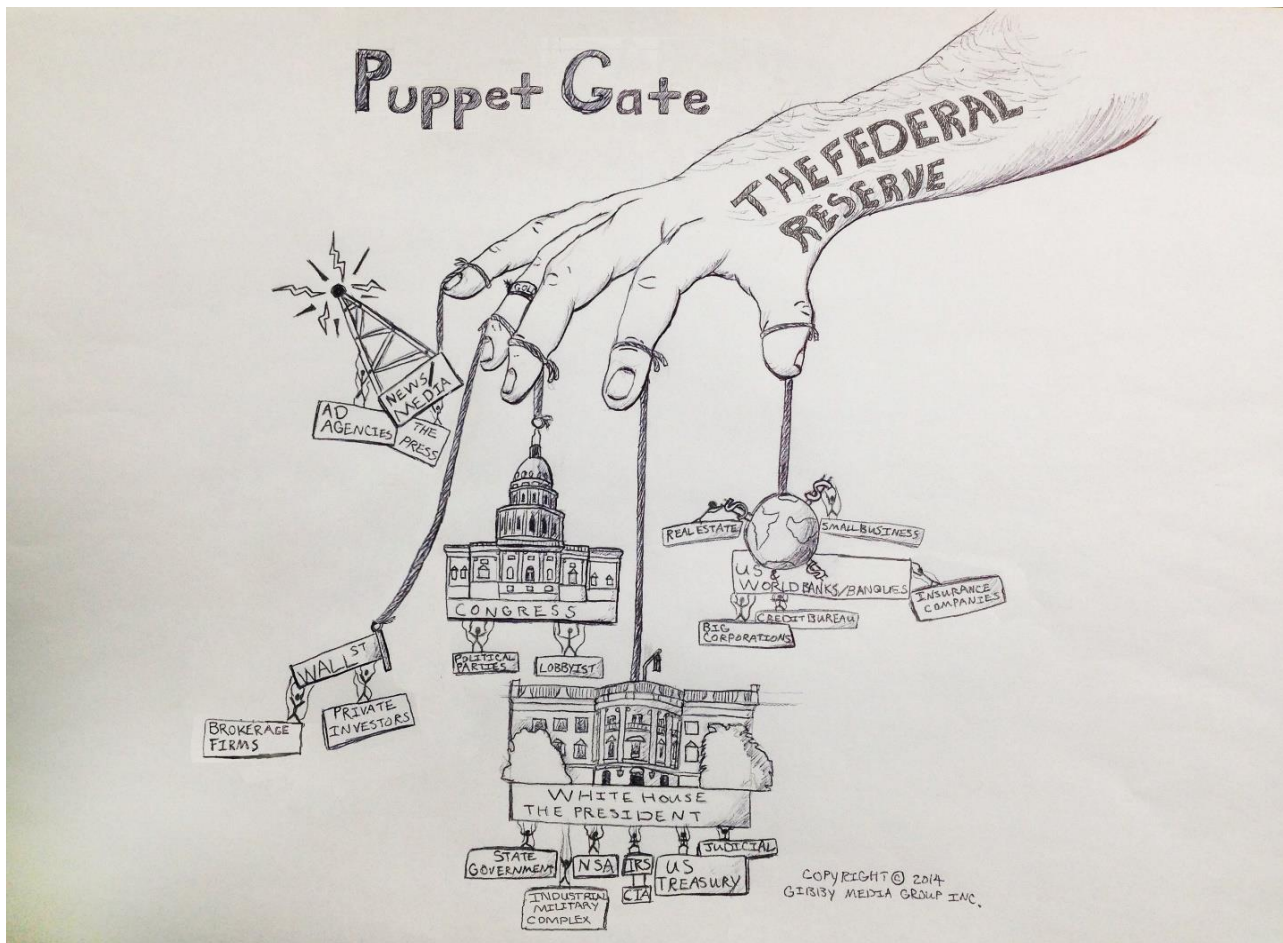 Puppet Gate
THE FEDERAL
RESERVE
GOLD
NEWS/
MEDIA
AD
AGENCIES
THE
PRESS
REAL ESTATE
SMALL BUSINESS
US &
WORLD BANKS/BANQUES
INSURANCE
COMPANIES
CREDIT BUREAU
BIG
CORPORATIONS
CONGRESS
POLITICAL
PARTIES
LOBBYIST
WALL ST
PRIVATE
INVESTORS
BROKERAGE
FIRMS
WHITE HOUSE
THE PRESIDENT
STATE
GOVERNMENT
NSA
IRS
CIA
US
TREASURY
JUDICIAL
INDUSTRIAL
MILITARY
COMPLEX
COPYRIGHT © 2014
GIBBY MEDIA GROUP INC.